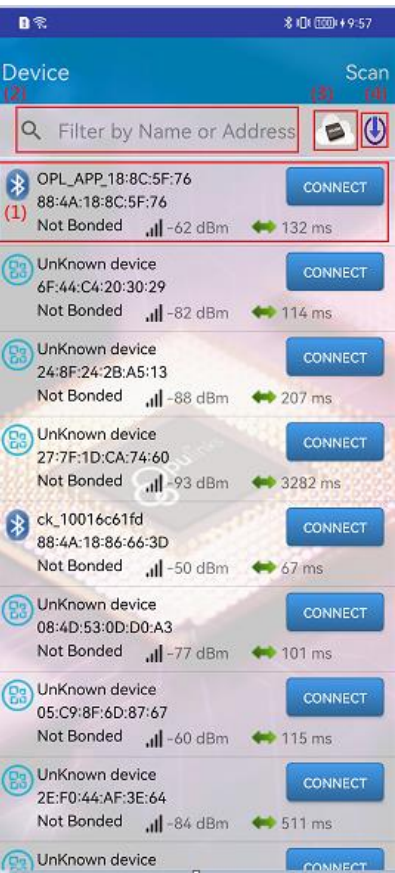 100 9:57
Device
Scan
(2)
(3)
(4)
Filter by Name or Address
OPL_APP_18:8C:5F:76
CONNECT
(1)
88:4A:18:8C:5F:76
Not Bonded
-62 dBm
132 ms
UnKnown device
CONNECT
6F:44:C4:20:30:29
Not Bonded
-82 dBm
114 ms
UnKnown device
CONNECT
24:8F:24:2B:A5:13
Not Bonded
-88 dBm
207 ms
UnKnown device
CONNECT
27:7F:1D:CA:74:60
Not Bonded
-93 dBm
3282 ms
ck_10016c61fd
CONNECT
88:4A:18:86:66:3D
Not Bonded
-50 dBm
67 ms
UnKnown device
CONNECT
08:4D:53:0D:D0:A3
Not Bonded
-77 dBm
101 ms
UnKnown device
CONNECT
05:C9:8F:6D:87:67
Not Bonded
-60 dBm
115 ms
UnKnown device
CONNECT
2E:F0:44:AF:3E:64
Not Bonded
-84 dBm
511 ms
UnKnown device
CONNECT